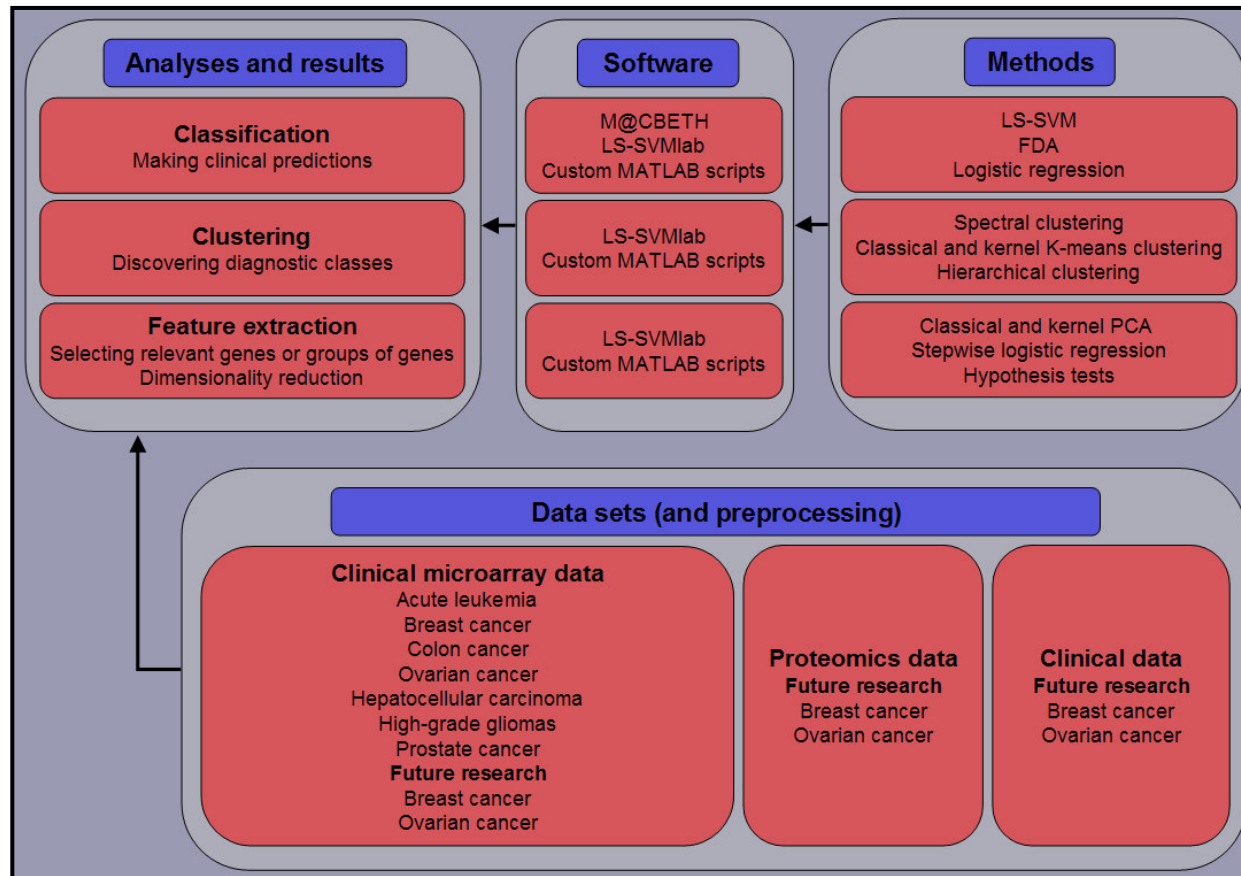 Analyses and results
Classification
Making clinical predictions
Clustering
Discovering diagnostic classes
Feature extraction
Selecting relevant genes or groups of genes
Dimensionality reduction
Software
M@CBETH
LS-SVMlab
Custom MATLAB scripts
LS-SVMlab
Custom MATLAB scripts
LS-SVMlab
Custom MATLAB scripts
Methods
LS-SVM
FDA
Logistic regression
Spectral clustering
Classical and kernel K-means clustering
Hierarchical clustering
Classical and kernel PCA
Stepwise logistic regression
Hypothesis tests
Data sets (and preprocessing)
Clinical microarray data
Acute leukemia
Breast cancer
Colon cancer
Ovarian cancer
Hepatocellular carcinoma
High-grade gliomas
Prostate cancer
Future research
Breast cancer
Ovarian cancer
Proteomics data
Future research
Breast cancer
Ovarian cancer
Clinical data
Future research
Breast cancer
Ovarian cancer